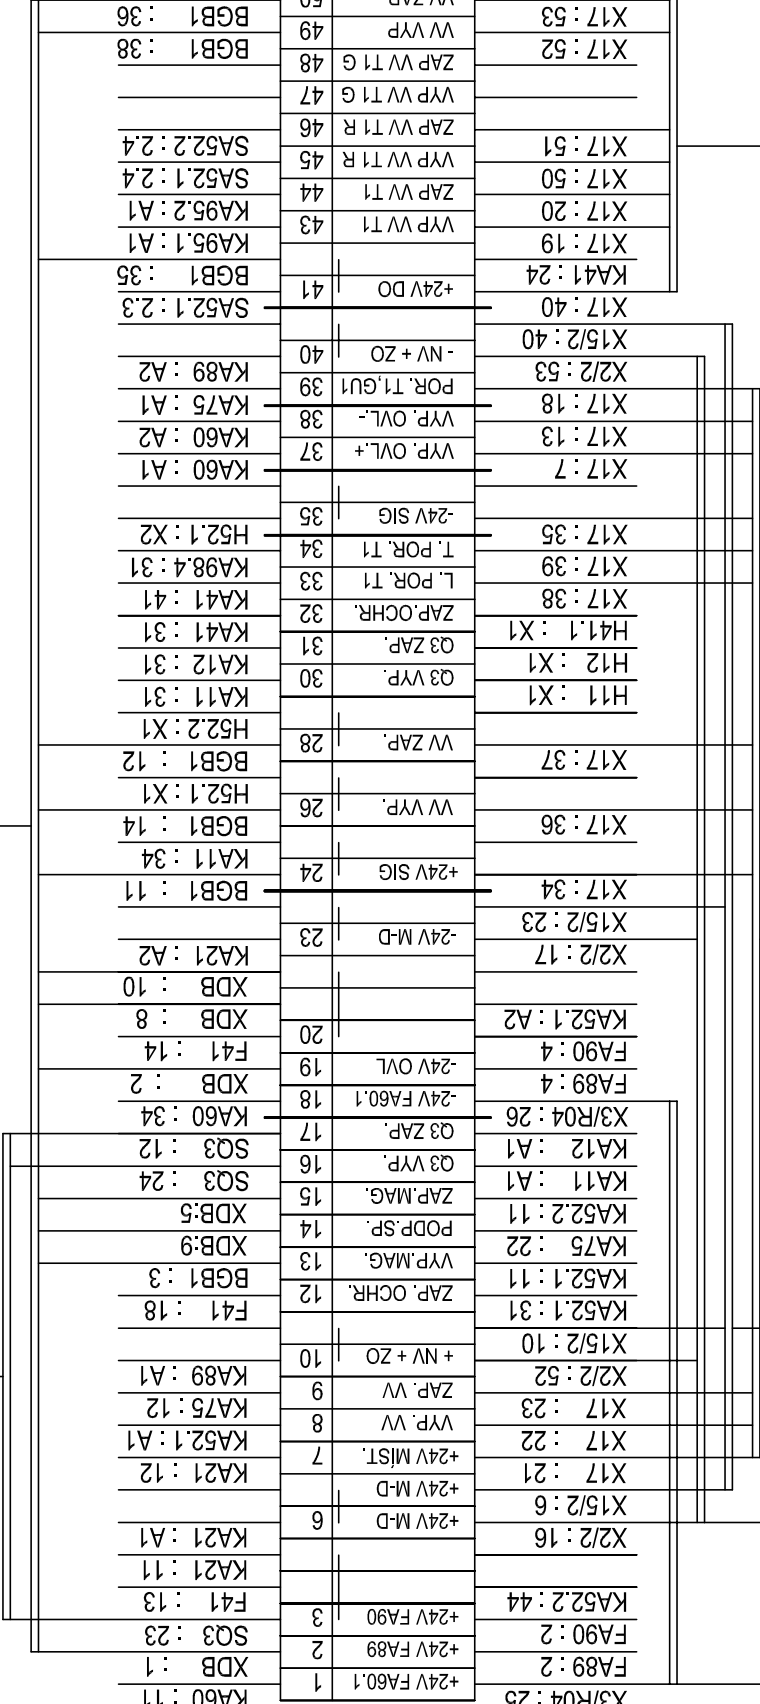 X3/R04 : 25 +24V FA60.1 1 KA60 : 11
FA89 : 2 +24V FA89 2 XDB : 1
FA90 : 2 +24V FA90 3 SQ3 : 23
KA52.2 : 44 F41 : 13
KA21 : 11
X2/2 : 16 +24V M-D 6 KA21 : A1
X15/2 : 6 +24V M-D
X17 : 21 +24V MÍST. 7 KA21 : 12
X17 : 22 VYP. VV 8 KA52.1 : A1
X17 : 23 ZAP. VV 9 KA75 : 12
X2/2 : 52 + NV + ZO 10 KA89 : A1
X15/2 : 10
KA52.1 : 31 ZAP. OCHR. 12 F41 : 18
KA52.1 : 11 VYP.MAG. 13 BGB1 : 3
KA75 : 22 PODP.SP. 14 XDB:9
KA52.2 : 11 ZAP.MAG. 15 XDB:5
KA11 : A1 Q3 VYP. 16 SQ3 : 24
KA12 : A1 Q3 ZAP. 17 SQ3 : 12
X3/R04 : 26 -24V FA60.1 18 KA60 : 34
FA89 : 4 -24V OVL 19 XDB : 2
FA90 : 4 20 F41 : 14
KA52.1 : A2 XDB : 8
XDB : 10
X2/2 : 17 -24V M-D 23 KA21 : A2
X15/2 : 23
X17 : 34 +24V SIG 24 BGB1 : 11
KA11 : 34
X17 : 36 VV VYP. 26 BGB1 : 14
H52.1 : X1
X17 : 37 VV ZAP. 28 BGB1 : 12
H52.2 : X1
H11 : X1 Q3 VYP. 30 KA11 : 31
H12 : X1 Q3 ZAP. 31 KA12 : 31
H41.1 : X1 ZAP.OCHR. 32 KA41 : 31
X17 : 38 L. POR. T1 33 KA41 : 41
X17 : 39 T. POR. T1 34 KA98.4 : 31
X17 : 35 -24V SIG 35 H52.1 : X2
X17 : 7 VYP. OVL.+ 37 KA60 : A1
X17 : 13 VYP. OVL.- 38 KA60 : A2
X17 : 18 POR. T1,GU1 39 KA75 : A1
X2/2 : 53 - NV + ZO 40 KA89 : A2
X15/2 : 40
X17 : 40 +24V DO 41 SA52.1 : 2.3
KA41 : 24 BGB1 : 35
X17 : 19 VYP VV T1 43 KA95.1 : A1
X17 : 20 ZAP VV T1 44 KA95.2 : A1
X17 : 50 VYP VV T1 R 45 SA52.1 : 2.4
X17 : 51 ZAP VV T1 R 46 SA52.2 : 2.4
VYP VV T1 G 47
X17 : 52 ZAP VV T1 G 48 BGB1 : 38
X17 : 53 VV VYP 49 BGB1 : 36
VV ZAP 50